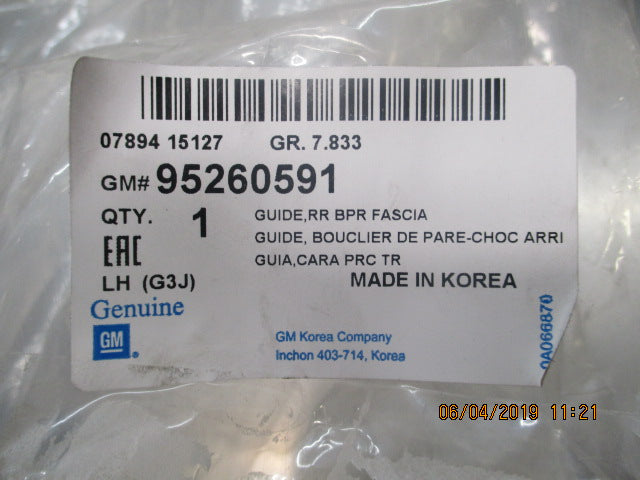 07894 15127 GR. 7.833
GM# 95260591
QTY. 1
GUIDE,RR BPR FASCIA
GUIDE, BOUCLIER DE PARE-CHOC ARRI
GUIA,CARA PRC TR
EAC
LH (G3J)
MADE IN KOREA
Genuine
GM
GM Korea Company
Inchon 403-714, Korea
0A066870
06/04/2019 11:21